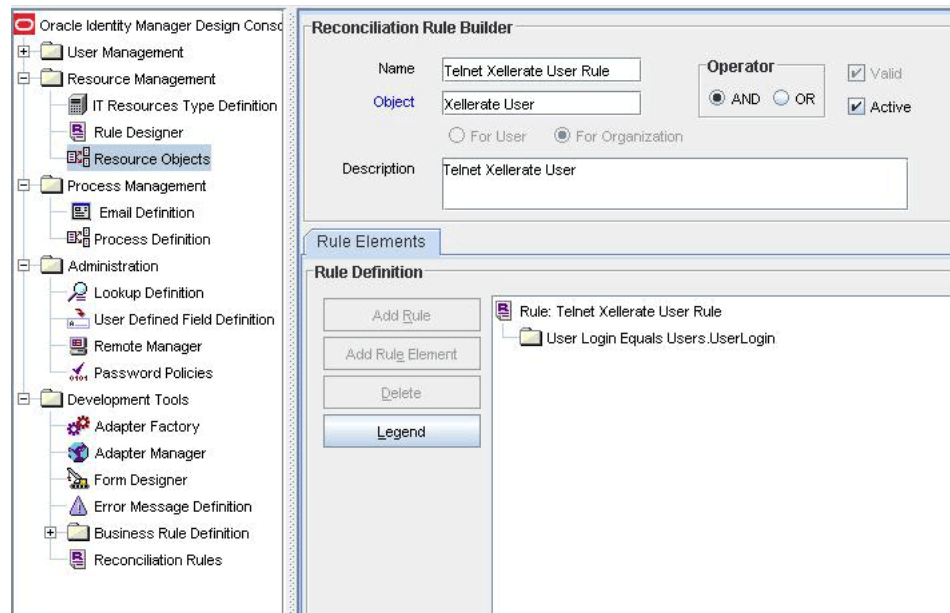 Oracle Identity Manager Design Conso
User Management
Resource Management
IT Resources Type Definition
Rule Designer
Resource Objects
Process Management
Email Definition
Process Definition
Administration
Lookup Definition
User Defined Field Definition
Remote Manager
Password Policies
Development Tools
Adapter Factory
Adapter Manager
Form Designer
Error Message Definition
Business Rule Definition
Reconciliation Rules
Reconciliation Rule Builder
Name Telnet Xellerate User Rule
Operator
Valid
Object Xellerate User
AND OR
Active
For User For Organization
Description Telnet Xellerate User
Rule Elements
Rule Definition
Add Rule
Add Rule Element
Delete
Legend
Rule: Telnet Xellerate User Rule
User Login Equals Users.UserLogin